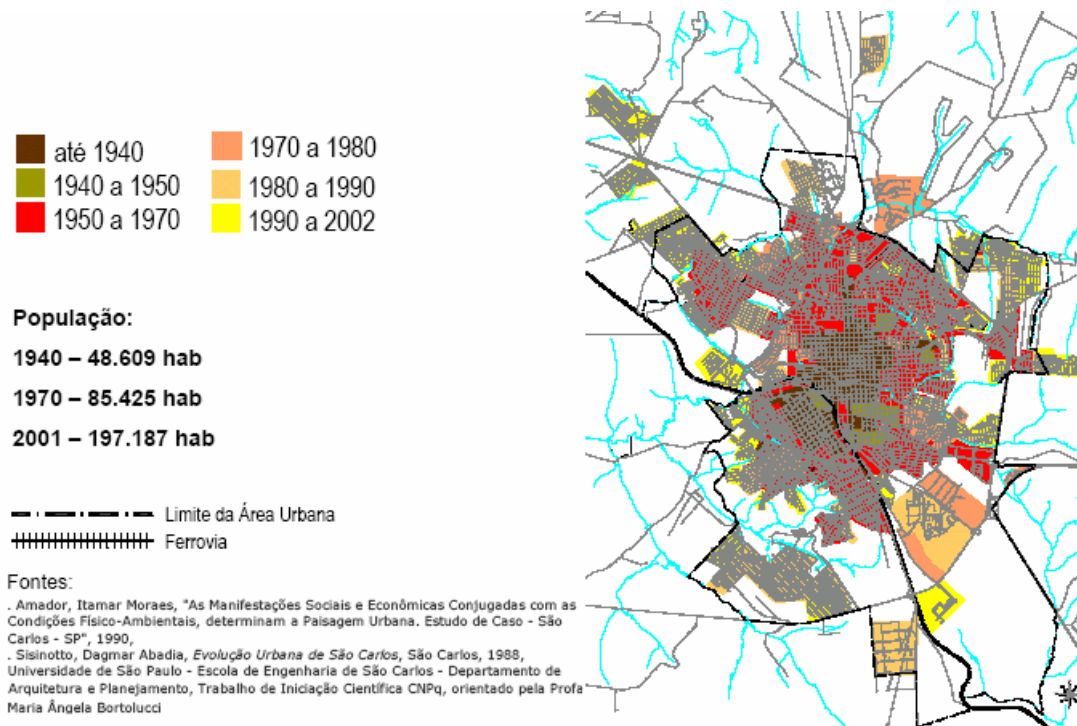 até 1940
1940 a 1950
1950 a 1970
1970 a 1980
1980 a 1990
1990 a 2002
População:
1940 – 48.609 hab
1970 – 85.425 hab
2001 – 197.187 hab
Limite da Área Urbana
Ferrovia
Fontes:
. Amador, Itamar Moraes, "As Manifestações Sociais e Econômicas Conjugadas com as
Condições Físico-Ambientais, determinam a Paisagem Urbana. Estudo de Caso - São
Carlos - SP", 1990,
. Sisinotto, Dagmar Abadia, Evolução Urbana de São Carlos, São Carlos, 1988,
Universidade de São Paulo - Escola de Engenharia de São Carlos - Departamento de
Arquitetura e Planejamento, Trabalho de Iniciação Científica CNPq, orientado pela Profa
Maria Ângela Bortolucci